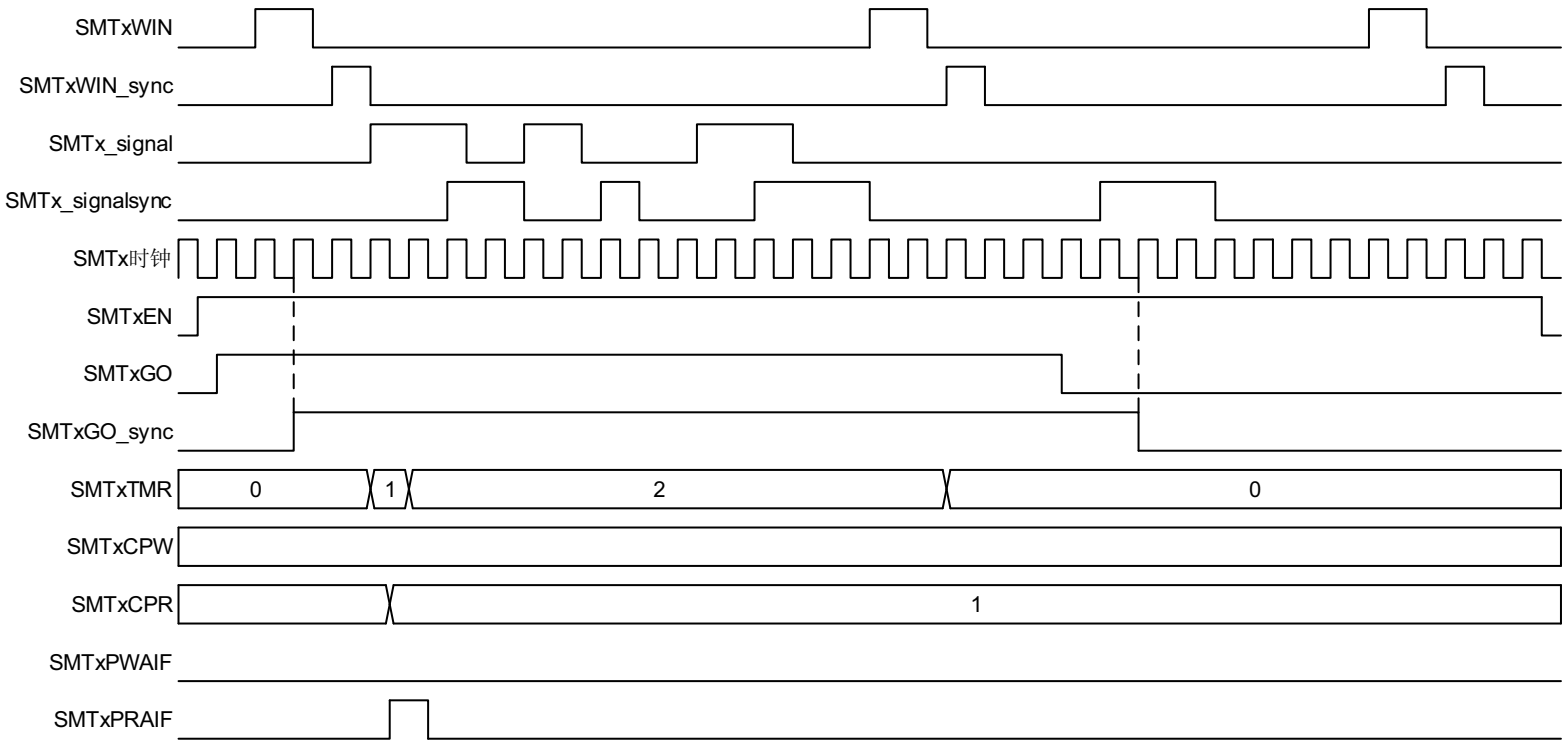 SMTxWIN
SMTxWIN_sync
SMTx_signal
SMTx_signalsync
SMTx时钟
SMTxEN
SMTxGO
SMTxGO_sync
SMTxTMR 0 1 2 0
SMTxCPW
SMTxCPR 1
SMTxPWAIF
SMTxPRAIF